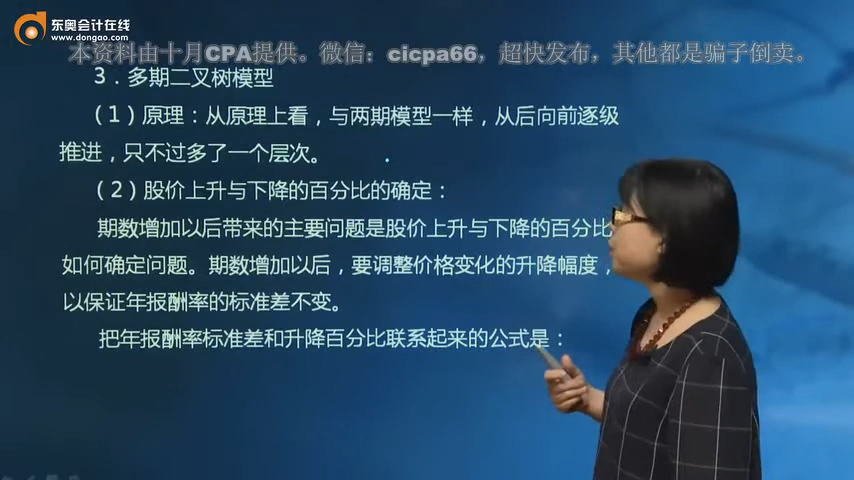 东奥会计在线
www.dongao.com
本资料由十月CPA提供。微信：cicpa66，超快发布，其他都是骗子倒卖。
3．多期二叉树模型
（1）原理：从原理上看，与两期模型一样，从后向前逐级
推进，只不过多了一个层次。
（2）股价上升与下降的百分比的确定：
期数增加以后带来的主要问题是股价上升与下降的百分比
如何确定问题。期数增加以后，要调整价格变化的升降幅度，
以保证年报酬率的标准差不变。
把年报酬率标准差和升降百分比联系起来的公式是：